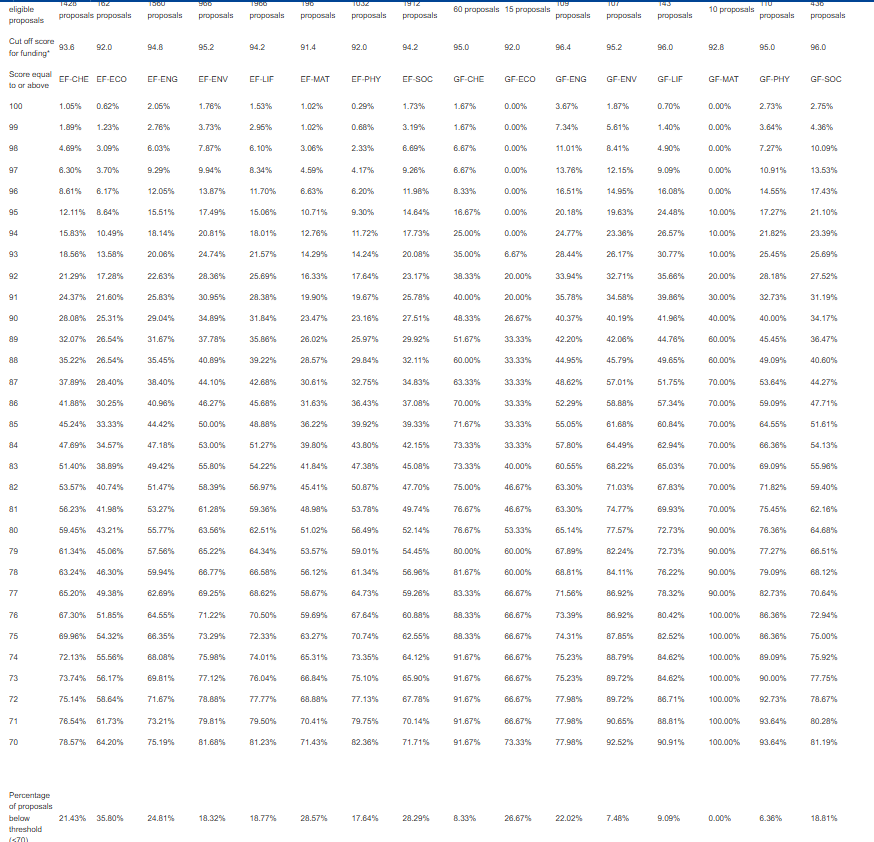 eligible 1428 162 1560 966 1966 196 1032 1912 60 proposals 15 proposals 109 107 143 10 proposals 110 436
proposals proposals proposals proposals proposals proposals proposals proposals proposals proposals proposals proposals proposals proposals
Cut off score
for funding* 93.6 92.0 94.8 95.2 94.2 91.4 92.0 94.2 95.0 92.0 96.4 95.2 96.0 92.8 95.0 96.0
Score equal
to or above EF-CHE EF-ECO EF-ENG EF-ENV EF-LIF EF-MAT EF-PHY EF-SOC GF-CHE GF-ECO GF-ENG GF-ENV GF-LIF GF-MAT GF-PHY GF-SOC
100 1.05% 0.62% 2.05% 1.76% 1.53% 1.02% 0.29% 1.73% 1.67% 0.00% 3.67% 1.87% 0.70% 0.00% 2.73% 2.75%
99 1.89% 1.23% 2.76% 3.73% 2.95% 1.02% 0.68% 3.19% 1.67% 0.00% 7.34% 5.61% 1.40% 0.00% 3.64% 4.36%
98 4.69% 3.09% 6.03% 7.87% 6.10% 3.06% 2.33% 6.69% 6.67% 0.00% 11.01% 8.41% 4.90% 0.00% 7.27% 10.09%
97 6.30% 3.70% 9.29% 9.94% 8.34% 4.59% 4.17% 9.26% 6.67% 0.00% 13.76% 12.15% 9.09% 0.00% 10.91% 13.53%
96 8.61% 6.17% 12.05% 13.87% 11.70% 6.63% 6.20% 11.98% 8.33% 0.00% 16.51% 14.95% 16.08% 0.00% 14.55% 17.43%
95 12.11% 8.64% 15.51% 17.49% 15.06% 10.71% 9.30% 14.64% 16.67% 0.00% 20.18% 19.63% 24.48% 10.00% 17.27% 21.10%
94 15.83% 10.49% 18.14% 20.81% 18.01% 12.76% 11.72% 17.73% 25.00% 0.00% 24.77% 23.36% 26.57% 10.00% 21.82% 23.39%
93 18.56% 13.58% 20.06% 24.74% 21.57% 14.29% 14.24% 20.08% 35.00% 6.67% 28.44% 26.17% 30.77% 10.00% 25.45% 25.69%
92 21.29% 17.28% 22.63% 28.36% 25.69% 16.33% 17.64% 23.17% 38.33% 20.00% 33.94% 32.71% 35.66% 20.00% 28.18% 27.52%
91 24.37% 21.60% 25.83% 30.95% 28.38% 19.90% 19.67% 25.78% 40.00% 20.00% 35.78% 34.58% 39.86% 30.00% 32.73% 31.19%
90 28.08% 25.31% 29.04% 34.89% 31.84% 23.47% 23.16% 27.51% 48.33% 26.67% 40.37% 40.19% 41.96% 40.00% 40.00% 34.17%
89 32.07% 26.54% 31.67% 37.78% 35.86% 26.02% 25.97% 29.92% 51.67% 33.33% 42.20% 42.06% 44.76% 60.00% 45.45% 36.47%
88 35.22% 26.54% 35.45% 40.89% 39.22% 28.57% 29.84% 32.11% 60.00% 33.33% 44.95% 45.79% 49.65% 60.00% 49.09% 40.60%
87 37.89% 28.40% 38.40% 44.10% 42.68% 30.61% 32.75% 34.83% 63.33% 33.33% 48.62% 57.01% 51.75% 70.00% 53.64% 44.27%
86 41.88% 30.25% 40.96% 46.27% 45.68% 31.63% 36.43% 37.08% 70.00% 33.33% 52.29% 58.88% 57.34% 70.00% 59.09% 47.71%
85 45.24% 33.33% 44.42% 50.00% 48.88% 36.22% 39.92% 39.33% 71.67% 33.33% 55.05% 61.68% 60.84% 70.00% 64.55% 51.61%
84 47.69% 34.57% 47.18% 53.00% 51.27% 39.80% 43.80% 42.15% 73.33% 33.33% 57.80% 64.49% 62.94% 70.00% 66.36% 54.13%
83 51.40% 38.89% 49.42% 55.80% 54.22% 41.84% 47.38% 45.08% 73.33% 40.00% 60.55% 68.22% 65.03% 70.00% 69.09% 55.96%
82 53.57% 40.74% 51.47% 58.39% 56.97% 45.41% 50.87% 47.70% 75.00% 46.67% 63.30% 71.03% 67.83% 70.00% 71.82% 59.40%
81 56.23% 41.98% 53.27% 61.28% 59.36% 48.98% 53.78% 49.74% 76.67% 46.67% 63.30% 74.77% 69.93% 70.00% 75.45% 62.16%
80 59.45% 43.21% 55.77% 63.56% 62.51% 51.02% 56.49% 52.14% 76.67% 53.33% 65.14% 77.57% 72.73% 90.00% 76.36% 64.68%
79 61.34% 45.06% 57.56% 65.22% 64.34% 53.57% 59.01% 54.45% 80.00% 60.00% 67.89% 82.24% 72.73% 90.00% 77.27% 66.51%
78 63.24% 46.30% 59.94% 66.77% 66.58% 56.12% 61.34% 56.96% 81.67% 60.00% 68.81% 84.11% 76.22% 90.00% 79.09% 68.12%
77 65.20% 49.38% 62.69% 69.25% 68.62% 58.67% 64.73% 59.26% 83.33% 66.67% 71.56% 86.92% 78.32% 90.00% 82.73% 70.64%
76 67.30% 51.85% 64.55% 71.22% 70.50% 59.69% 67.64% 60.88% 88.33% 66.67% 73.39% 86.92% 80.42% 100.00% 86.36% 72.94%
75 69.96% 54.32% 66.35% 73.29% 72.33% 63.27% 70.74% 62.55% 88.33% 66.67% 74.31% 87.85% 82.52% 100.00% 86.36% 75.00%
74 72.13% 55.56% 68.08% 75.98% 74.01% 65.31% 73.35% 64.12% 91.67% 66.67% 75.23% 88.79% 84.62% 100.00% 89.09% 75.92%
73 73.74% 56.17% 69.81% 77.12% 76.04% 66.84% 75.10% 65.90% 91.67% 66.67% 75.23% 89.72% 84.62% 100.00% 90.00% 77.75%
72 75.14% 58.64% 71.67% 78.88% 77.77% 68.88% 77.13% 67.78% 91.67% 66.67% 77.98% 89.72% 86.71% 100.00% 92.73% 78.67%
71 76.54% 61.73% 73.21% 79.81% 79.50% 70.41% 79.75% 70.14% 91.67% 66.67% 77.98% 90.65% 88.81% 100.00% 93.64% 80.28%
70 78.57% 64.20% 75.19% 81.68% 81.23% 71.43% 82.36% 71.71% 91.67% 73.33% 77.98% 92.52% 90.91% 100.00% 93.64% 81.19%
Percentage
of proposals
below 21.43% 35.80% 24.81% 18.32% 18.77% 28.57% 17.64% 28.29% 8.33% 26.67% 22.02% 7.48% 9.09% 0.00% 6.36% 18.81%
threshold
(<70)